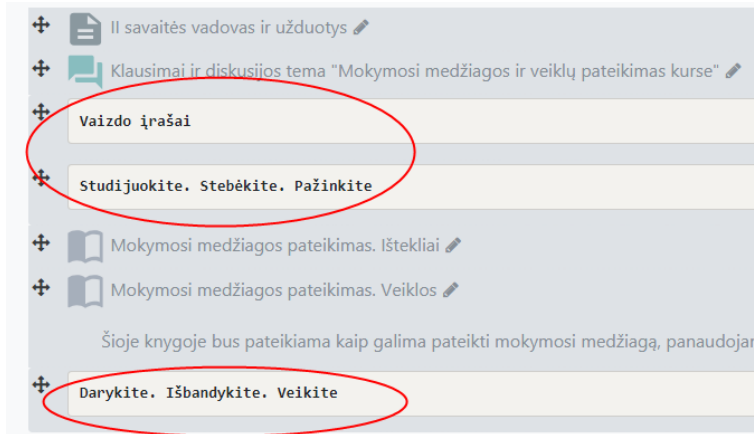 II savaitės vadovas ir užduotys
Klausimai ir diskusijos tema "Mokymosi medžiagos ir veiklų pateikimas kurse"
Vaizdo įrašai
Studijuokite. Stebėkite. Pažinkite
Mokymosi medžiagos pateikimas. Ištekliai
Mokymosi medžiagos pateikimas. Veiklos
Šioje knygoje bus pateikiama kaip galima pateikti mokymosi medžiagą,
Darykite. Išbandykite. Veikite